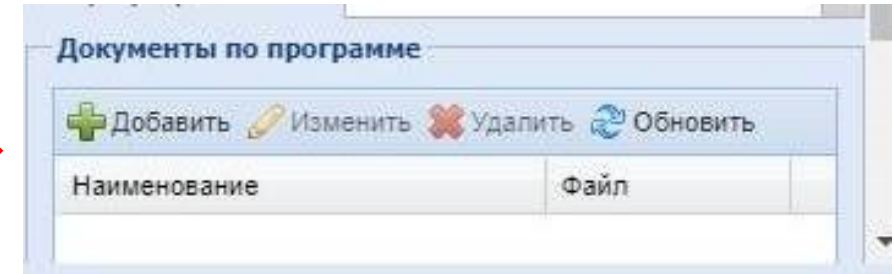 Документы по программе
Добавить Изменить Удалить Обновить
Наименование Файл